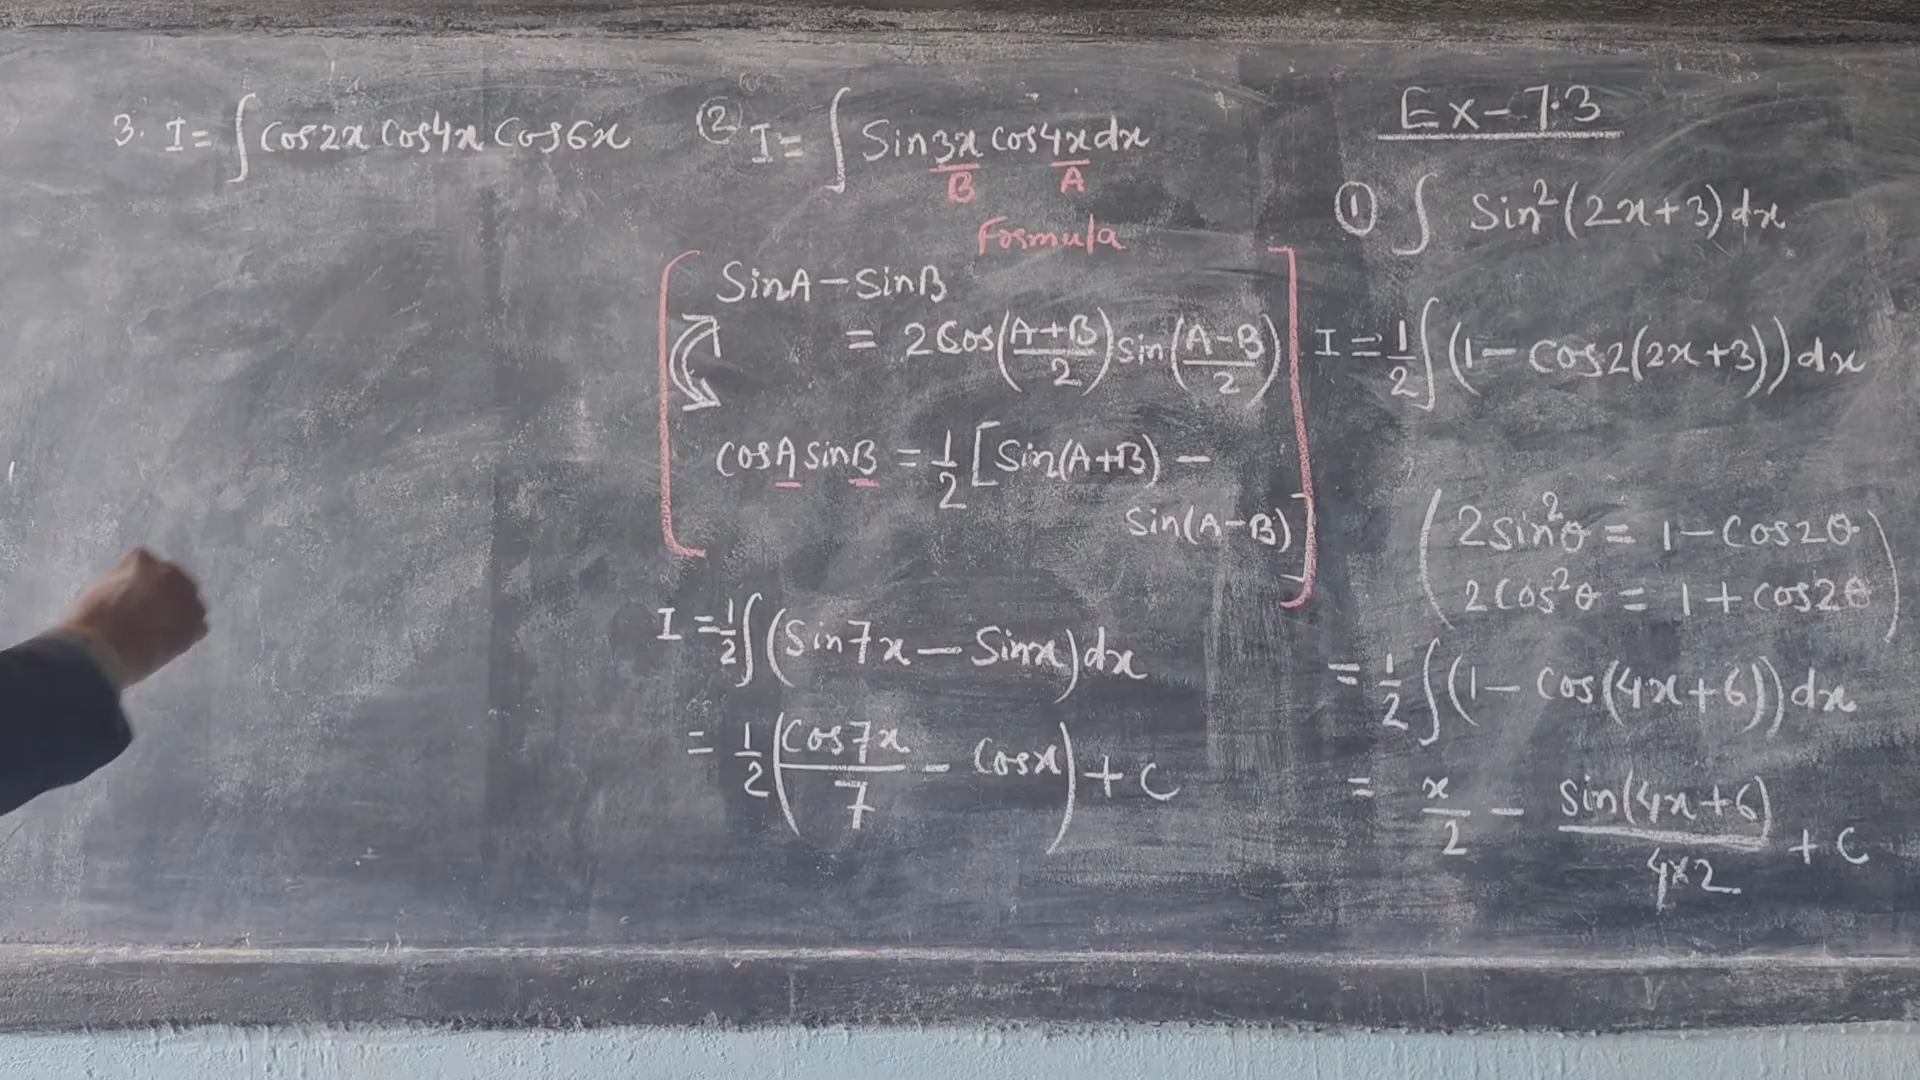 Ex-7.3
① ∫ Sin²(2x+3)dx
I = 1/2 ∫(1 - Cos2(2x+3))dx
(2Sin²θ = 1 - Cos2θ
2Cos²θ = 1 + Cos2θ)
= 1/2 ∫(1 - Cos(4x+6))dx
= x/2 - Sin(4x+6)/4×2 + C
② I = ∫ Sin3x cos4x dx
B A
Formula
[SinA - SinB
= 2Cos(A+B/2)Sin(A-B/2)
CosA SinB = 1/2 [Sin(A+B) -
Sin(A-B)]
I = 1/2 ∫(Sin7x - Sinx)dx
= 1/2 (Cos7x/7 - Cosx) + C
3. I = ∫ Cos2x Cos4x Cos6x